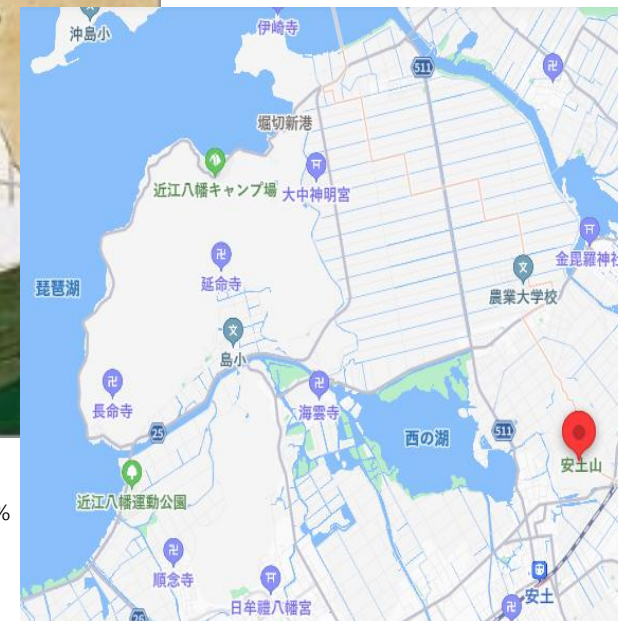 沖島小
伊崎寺
511
堀切新港
近江八幡キャンプ場
大中神明宮
金毘羅神社
延命寺
農業大学校
琵琶湖
島小
長命寺
海雲寺
西の湖
511
25
安土山
近江八幡運動公園
%
順念寺
日牟禮八幡宮
安土
25